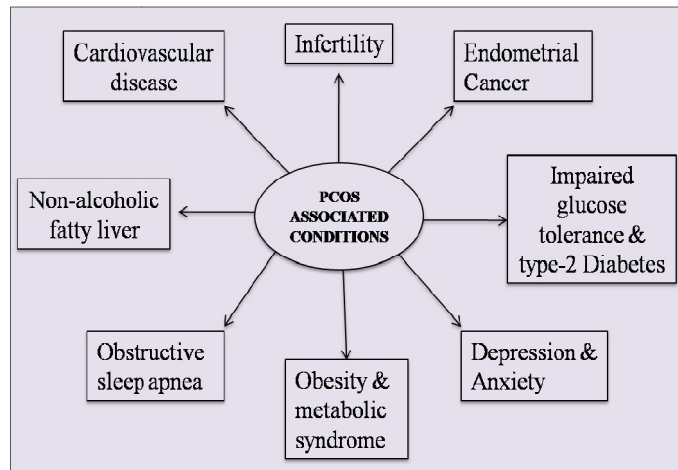 Cardiovascular
disease
Infertility
Endometrial
Cancer
Non-alcoholic
fatty liver
PCOS
ASSOCIATED
CONDITIONS
Impaired
glucose
tolerance &
type-2 Diabetes
Obstructive
sleep apnea
Obesity &
metabolic
syndrome
Depression &
Anxiety